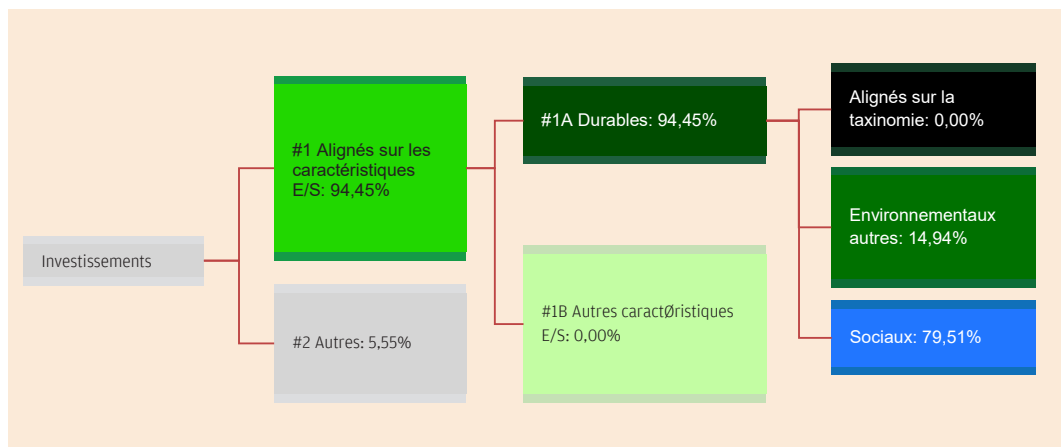 Investissements
#1 Alignés sur les
caractéristiques
E/S: 94,45%
#2 Autres: 5,55%
#1A Durables: 94,45%
#1B Autres caractØristiques
E/S: 0,00%
Alignés sur la
taxinomie: 0,00%
Environnementaux
autres: 14,94%
Sociaux: 79,51%